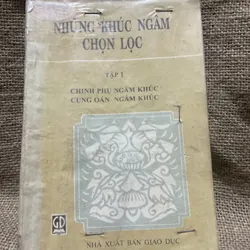 NHỮNG KHÚC NGÂM
CHỌN LỌC
TẬP I
CHINH PHỤ NGÂM KHÚC
CUNG OÁN NGÂM KHÚC
GD
NHÀ XUẤT BẢN GIÁO DỤC